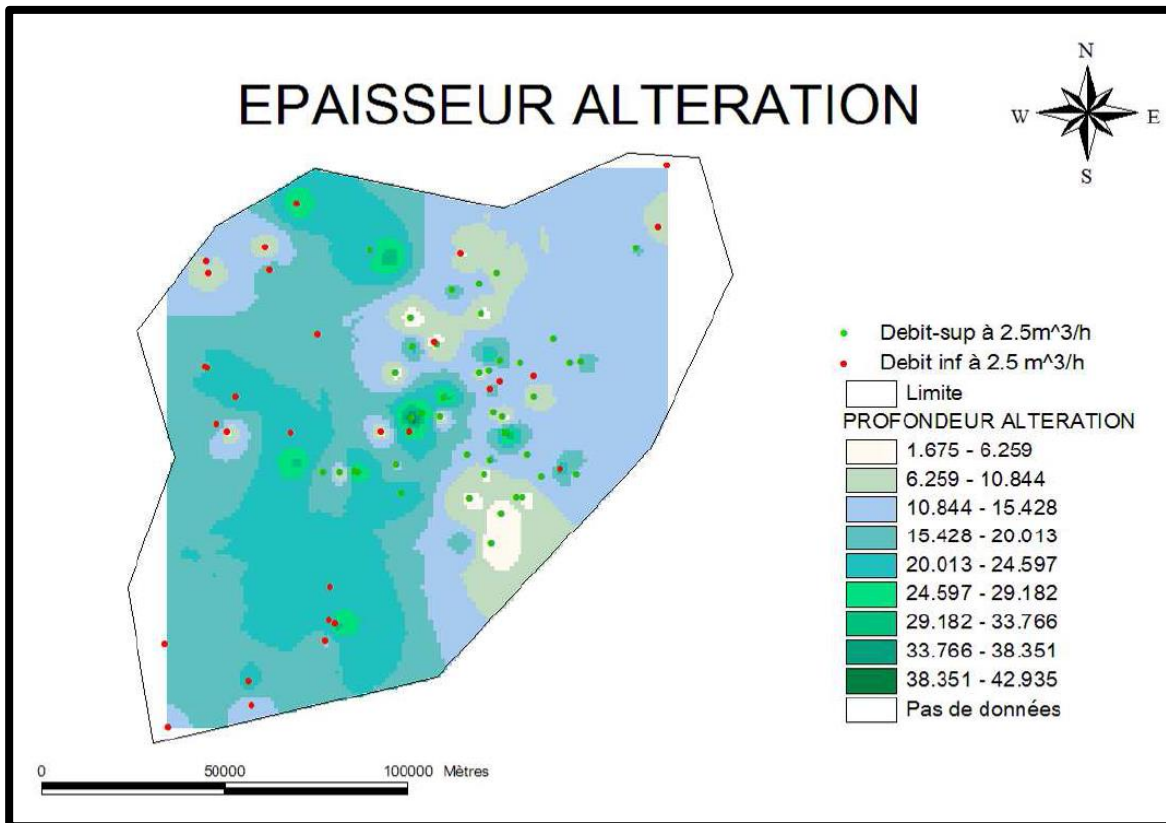 N
EPAISSEUR ALTERATION
W E
S
Debit-sup à 2.5m^3/h
Debit inf à 2.5 m^3/h
Limite
PROFONDEUR ALTERATION
1.675 - 6.259
6.259 - 10.844
10.844 - 15.428
15.428 - 20.013
20.013 - 24.597
24.597 - 29.182
29.182 - 33.766
33.766 - 38.351
38.351 - 42.935
Pas de données
0 50000 100000 Mètres